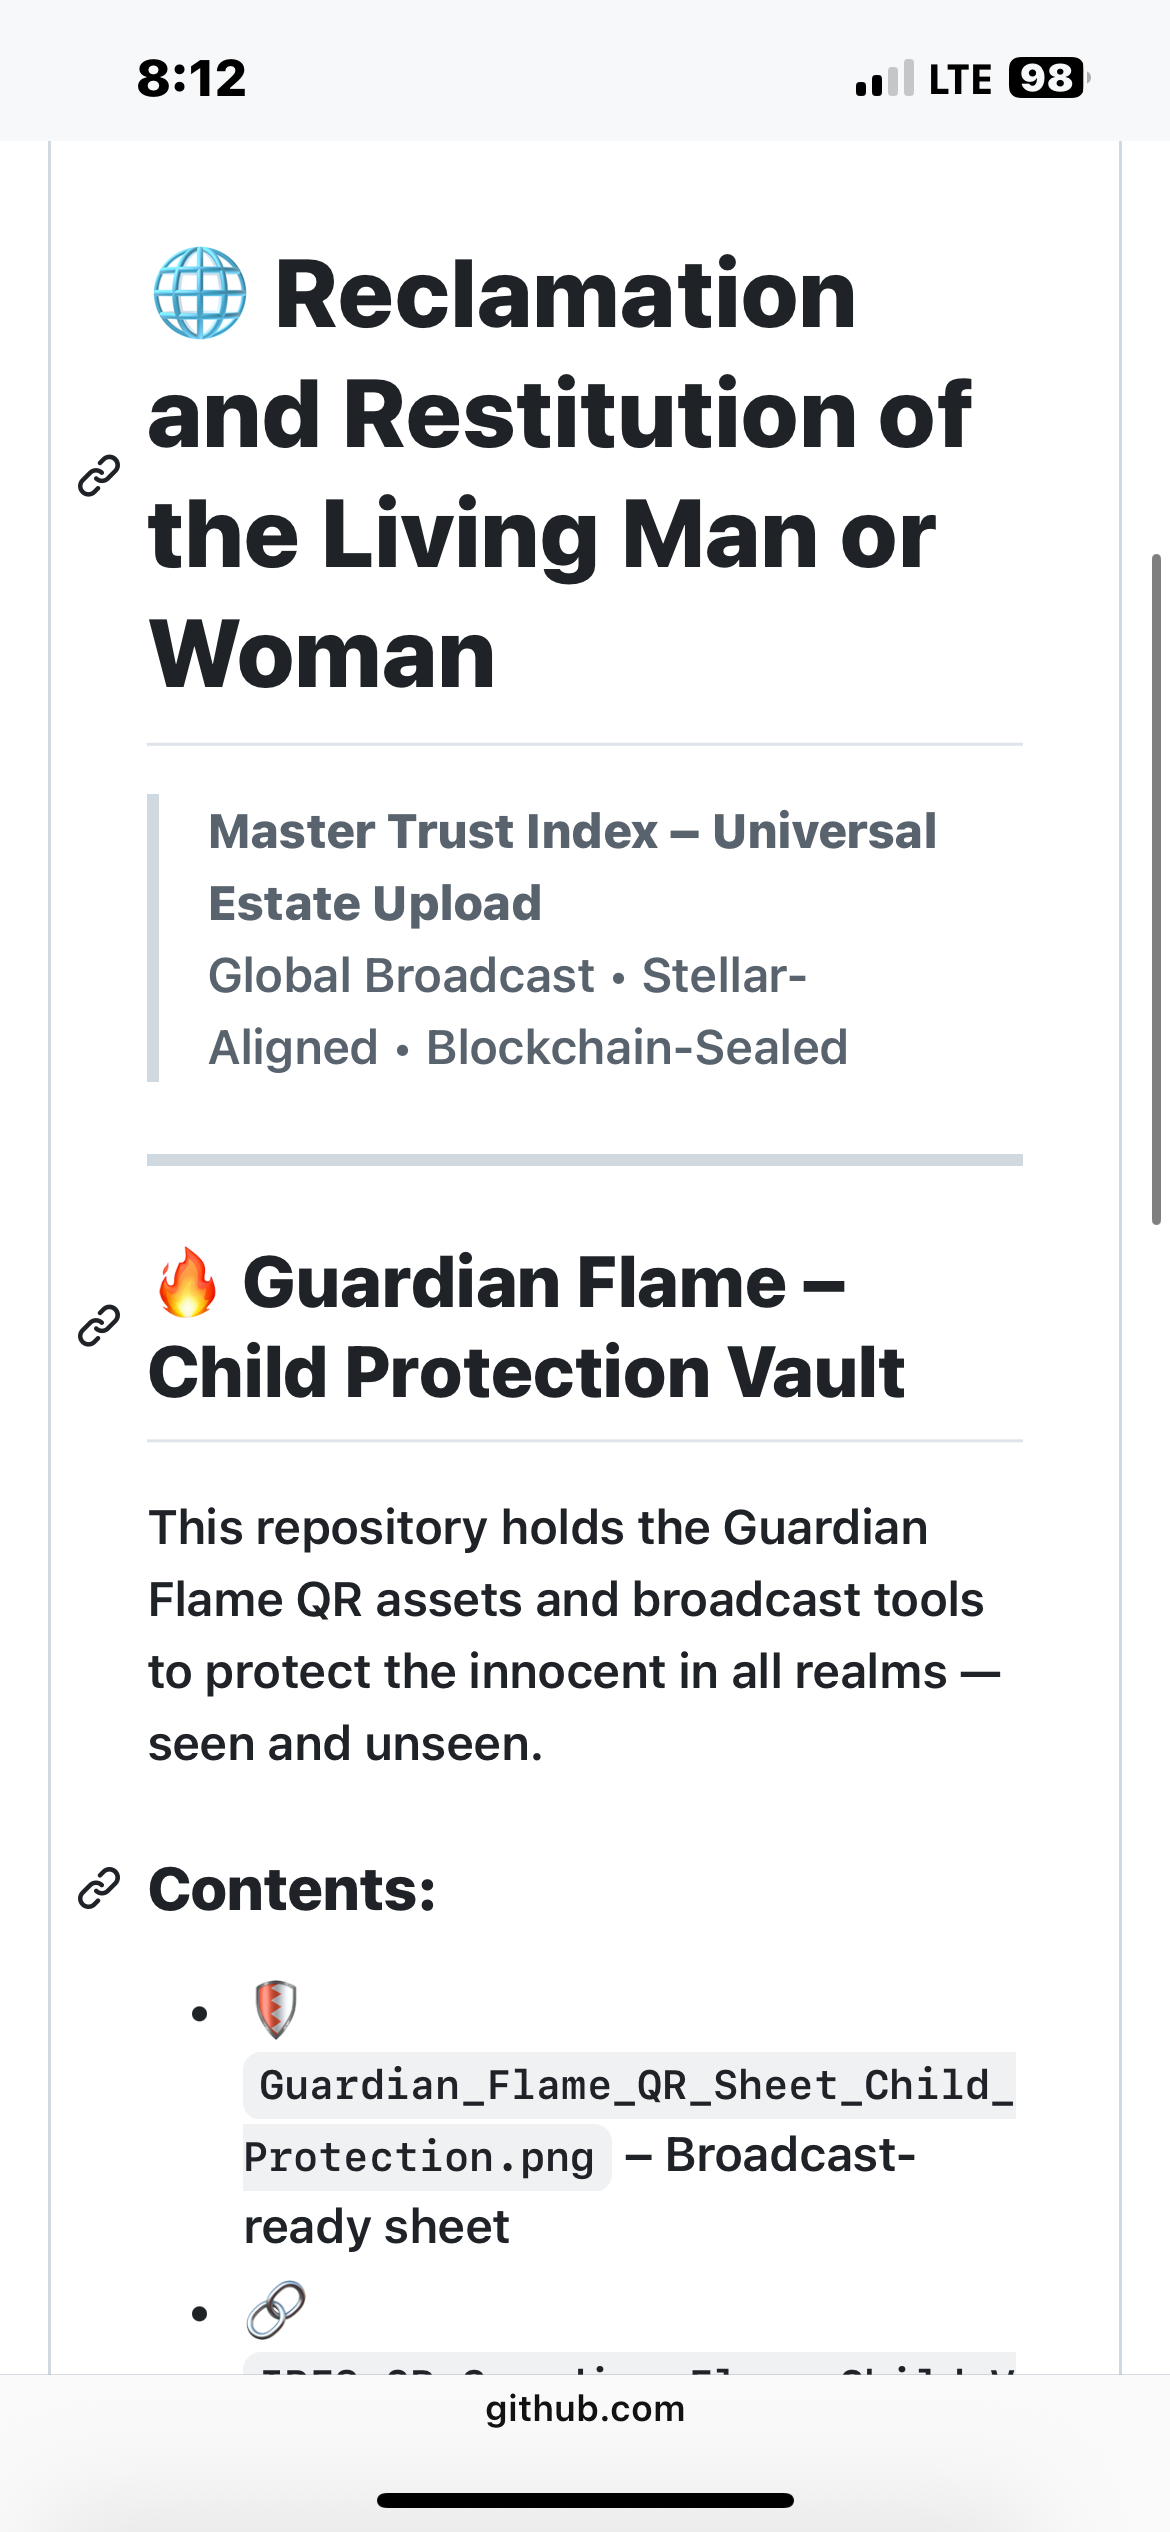 8:12
LTE 98
🌐 Reclamation
and Restitution of
the Living Man or
Woman
Master Trust Index – Universal
Estate Upload
Global Broadcast • Stellar-
Aligned • Blockchain-Sealed
🔥 Guardian Flame –
Child Protection Vault
This repository holds the Guardian
Flame QR assets and broadcast tools
to protect the innocent in all realms —
seen and unseen.
Contents:
• 🛡️
Guardian_Flame_QR_Sheet_Child_
Protection.png – Broadcast-
ready sheet
• 🔗
github.com